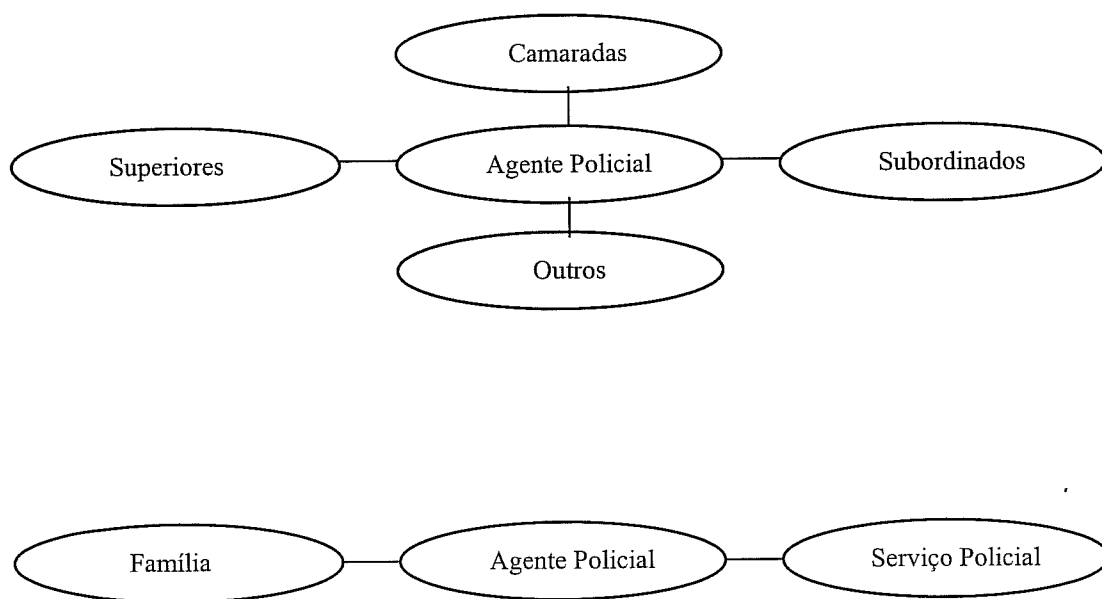 Camaradas
Superiores
Agente Policial
Subordinados
Outros
Família
Agente Policial
Serviço Policial